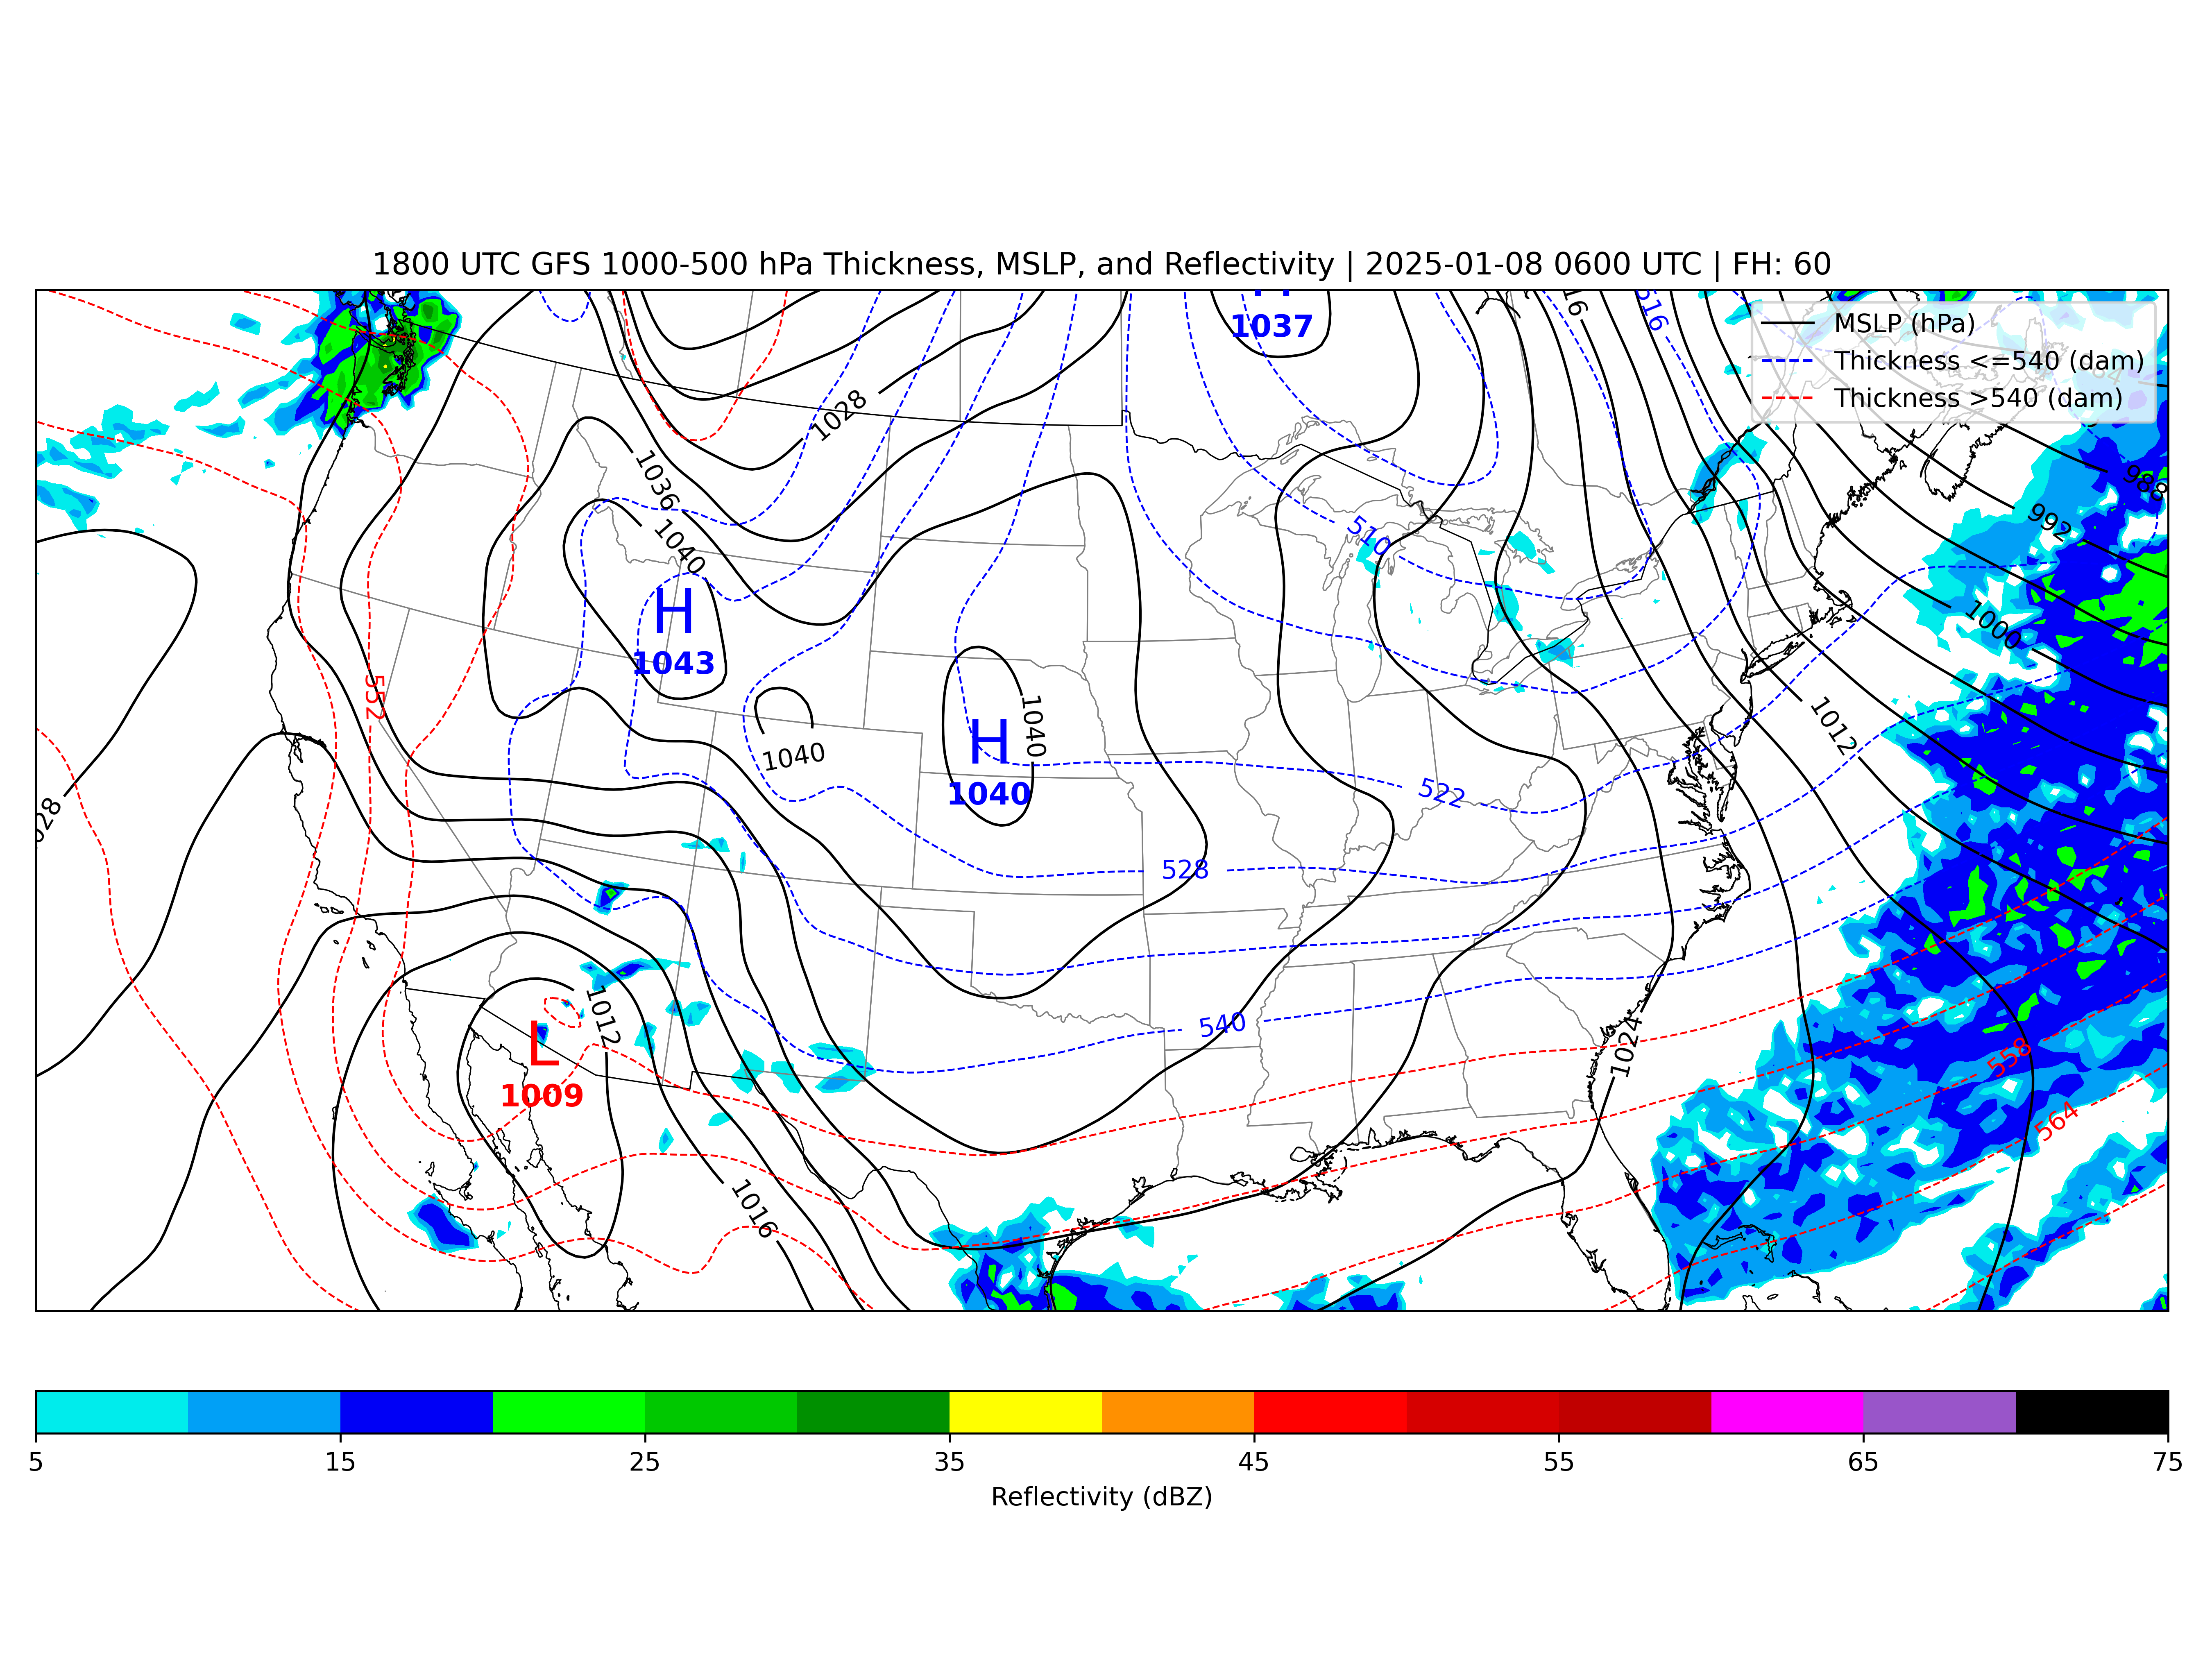 1800 UTC GFS 1000-500 hPa Thickness, MSLP, and Reflectivity | 2025-01-08 0600 UTC | FH: 60
MSLP (hPa)
Thickness <=540 (dam)
Thickness >540 (dam)
1037
516
1028
1036
1040
988
992
510
1000
H
1043
552
1040
1012
H
1040
1040
522
528
1012
540
1024
L
1009
558
564
1016
5 15 25 35 45 55 65 75
Reflectivity (dBZ)